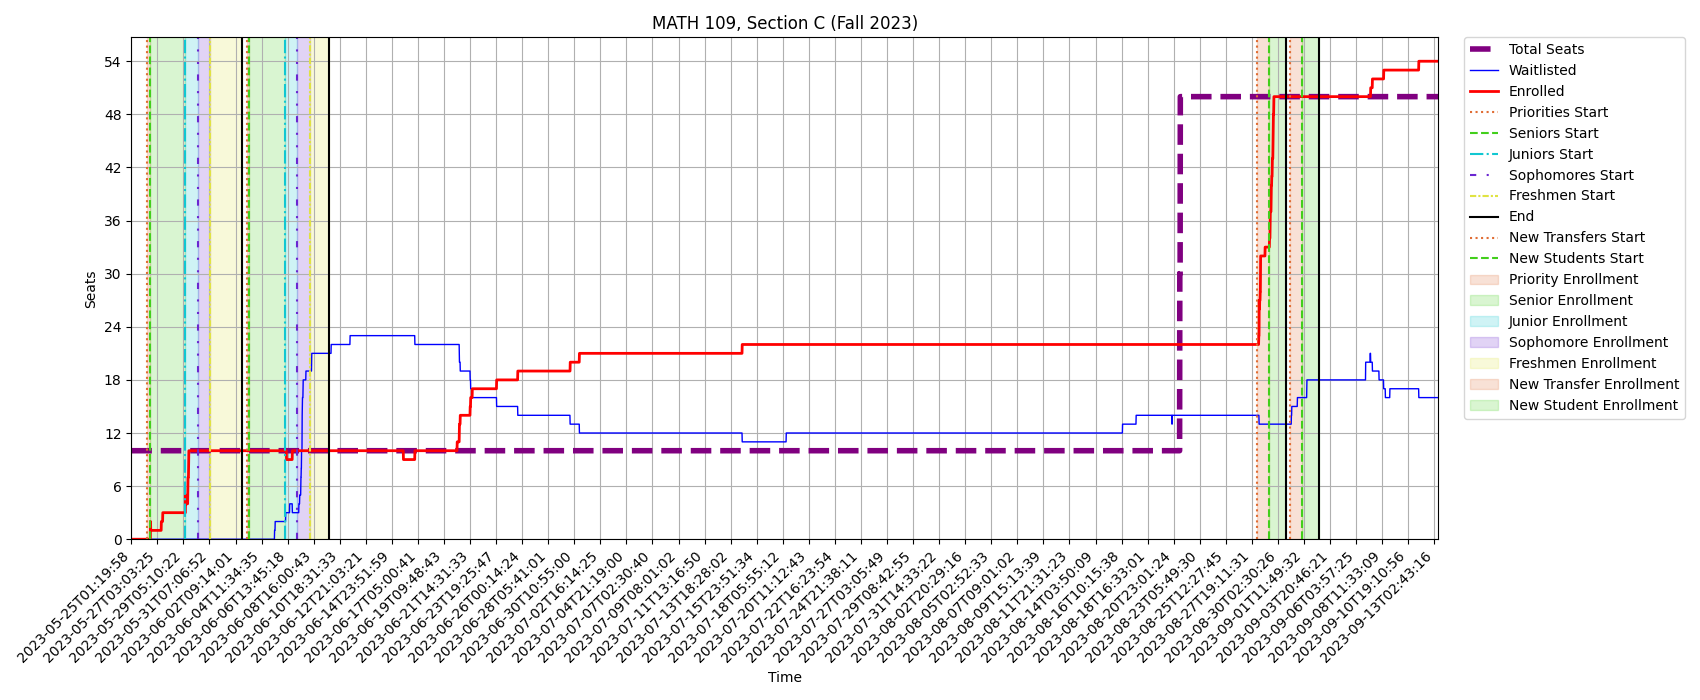 MATH 109, Section C (Fall 2023)
Seats
54
48
42
36
30
24
18
12
6
0
2023-05-25T01:19:58
2023-05-27T03:03:25
2023-05-29T05:10:22
2023-05-31T07:06:52
2023-06-02T09:14:01
2023-06-04T11:34:35
2023-06-06T13:45:18
2023-06-08T16:00:43
2023-06-10T18:31:33
2023-06-12T21:03:21
2023-06-14T23:51:59
2023-06-17T05:00:41
2023-06-19T09:48:43
2023-06-21T14:31:33
2023-06-23T19:25:47
2023-06-26T00:14:24
2023-06-28T05:41:01
2023-06-30T10:55:00
2023-07-02T16:14:25
2023-07-04T21:19:00
2023-07-07T02:30:40
2023-07-09T08:01:02
2023-07-11T13:16:50
2023-07-13T18:28:02
2023-07-15T23:51:34
2023-07-18T05:55:12
2023-07-20T11:12:43
2023-07-22T16:23:54
2023-07-24T21:38:11
2023-07-27T03:05:49
2023-07-29T08:42:55
2023-07-31T14:33:22
2023-08-02T20:29:16
2023-08-05T02:52:33
2023-08-07T09:01:02
2023-08-09T15:13:39
2023-08-11T21:31:23
2023-08-14T03:50:09
2023-08-16T10:15:38
2023-08-18T16:33:01
2023-08-20T23:01:24
2023-08-23T05:49:30
2023-08-25T12:27:45
2023-08-27T19:11:31
2023-08-30T02:30:26
2023-09-01T11:49:32
2023-09-03T20:46:21
2023-09-06T03:57:25
2023-09-08T11:33:09
2023-09-10T19:10:56
2023-09-13T02:43:16
Time
Total Seats
Waitlisted
Enrolled
Priorities Start
Seniors Start
Juniors Start
Sophomores Start
Freshmen Start
End
New Transfers Start
New Students Start
Priority Enrollment
Senior Enrollment
Junior Enrollment
Sophomore Enrollment
Freshmen Enrollment
New Transfer Enrollment
New Student Enrollment